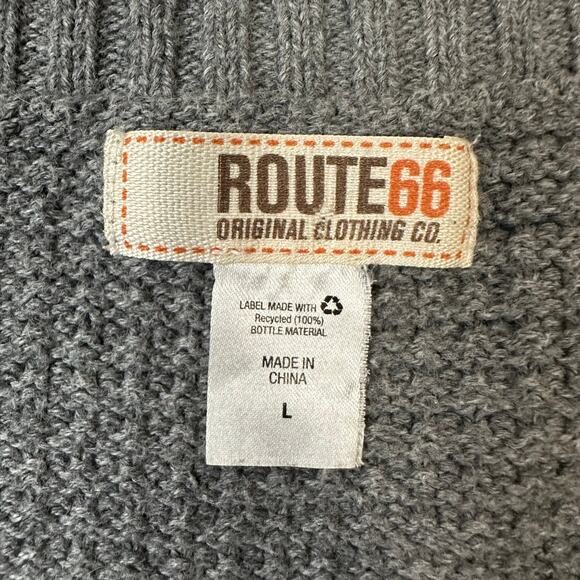 ROUTE66
ORIGINAL CLOTHING CO.
LABEL MADE WITH
Recycled (100%)
BOTTLE MATERIAL
MADE IN
CHINA
L